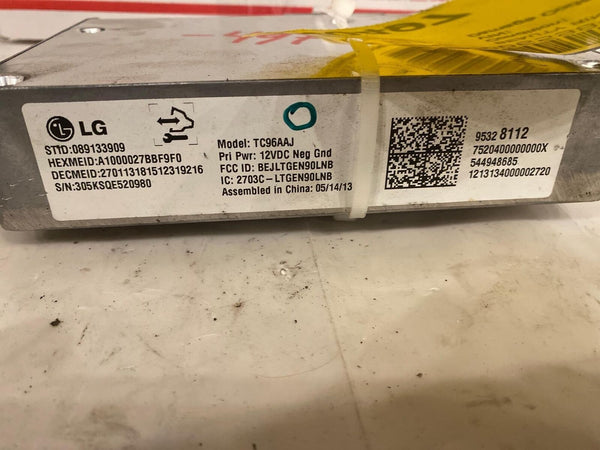 LG
STID:089133909
HEXMEID:A1000027BBF9F0
DECMEID:270113181512319216
S/N:305KSQE520980
Model: TC96AAJ
Pri Pwr: 12VDC Neg Gnd
FCC ID: BEJLTGEN90LNB
IC: 2703C-LTGEN90LNB
Assembled in China: 05/14/13
9532 8112
7520400000000X
544948685
1213134000002720